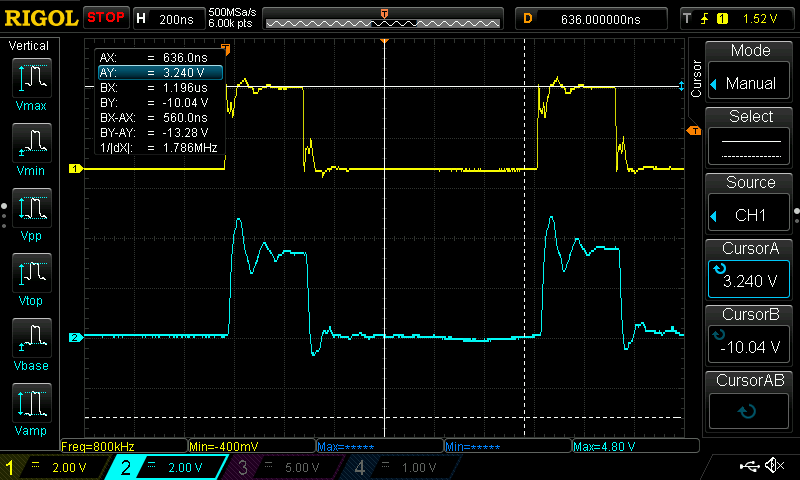 RIGOL STOP H 200ns 500MSa/s 6.00k pts D 636.000000ns T 1 1.52 V
Vertical
Vmax
Vmin
Vpp
Vtop
Vbase
Vamp
T
AX: = 636.0ns
AY: = 3.240 V
BX: = 1.196us
BY: = -10.04 V
BX-AX: = 560.0ns
BY-AY: = -13.28 V
1/|dX|: = 1.786MHz
1
2
T
Cursor
Mode
Manual
Select
Source
CH1
CursorA
3.240 V
CursorB
-10.04 V
CursorAB
Freq=800kHz Min=-400mV Max=***** Min=***** Max=4.80 V
1 = 2.00 V 2 = 2.00 V 3 = 5.00 V 4 = 1.00 V